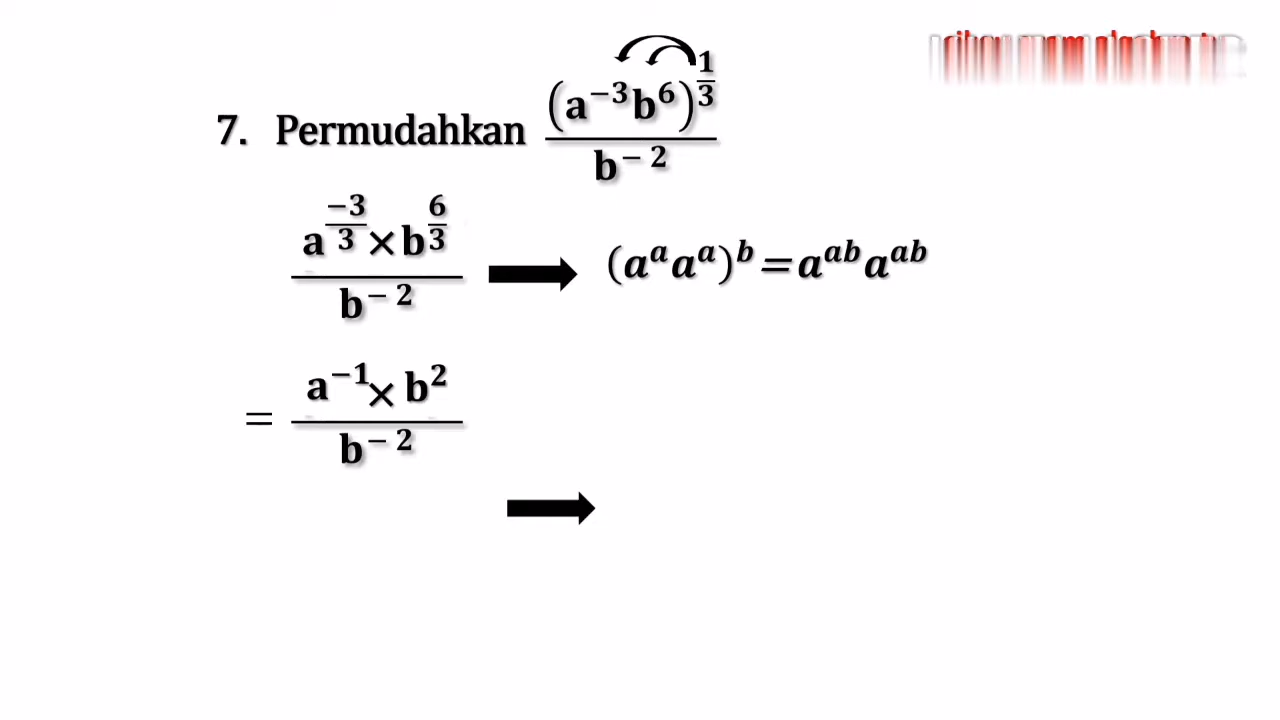 7. Permudahkan (a⁻³b⁶)^(1/3) / b⁻²
a^(-3/3) × b^(6/3) / b⁻² ➡ (aᵃaᵃ)ᵇ=aᵃᵇaᵃᵇ
= a⁻¹ × b² / b⁻²
➡